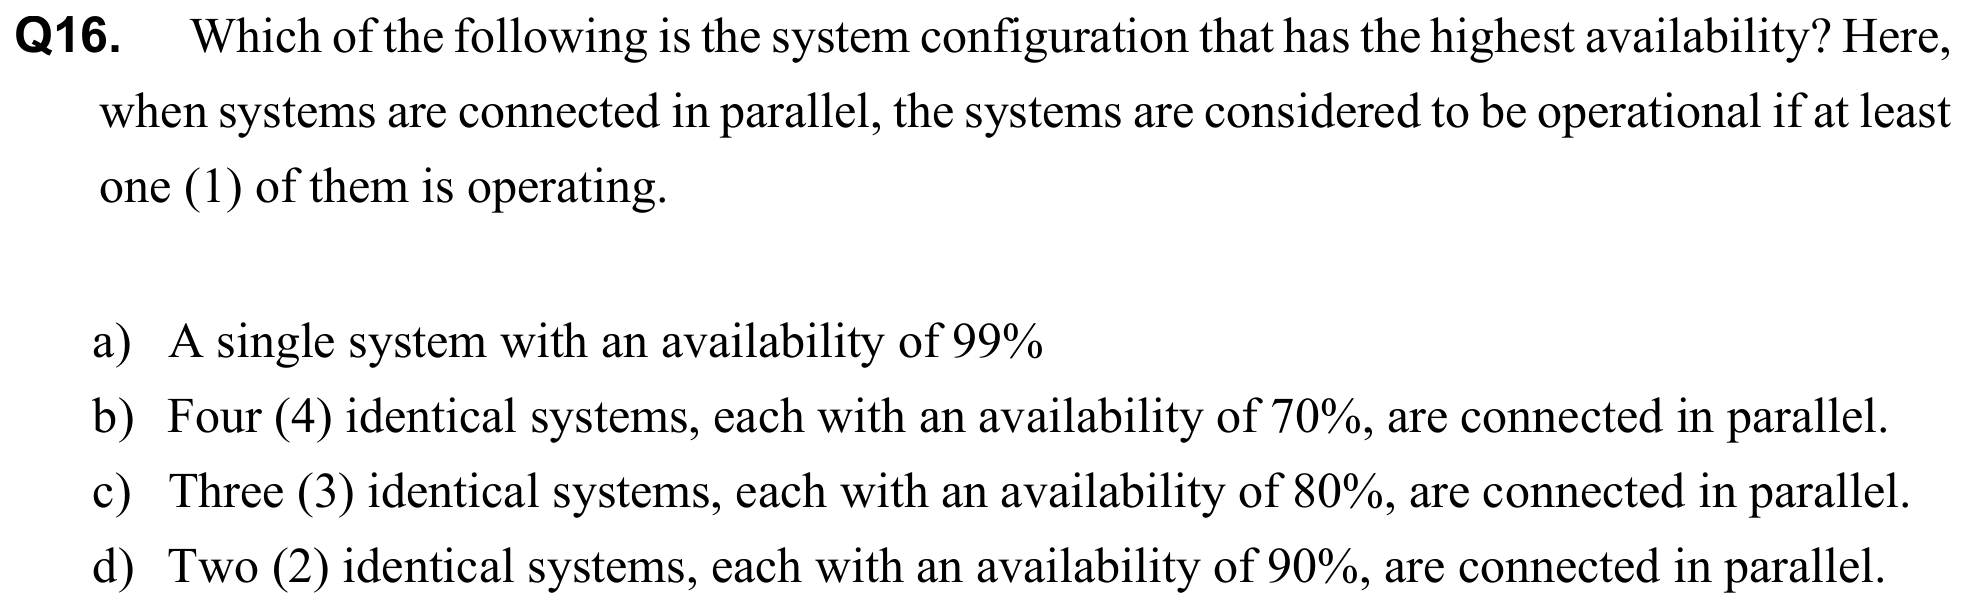 Q16. Which of the following is the system configuration that has the highest availability? Here,
when systems are connected in parallel, the systems are considered to be operational if at least
one (1) of them is operating.
a) A single system with an availability of 99%
b) Four (4) identical systems, each with an availability of 70%, are connected in parallel.
c) Three (3) identical systems, each with an availability of 80%, are connected in parallel.
d) Two (2) identical systems, each with an availability of 90%, are connected in parallel.